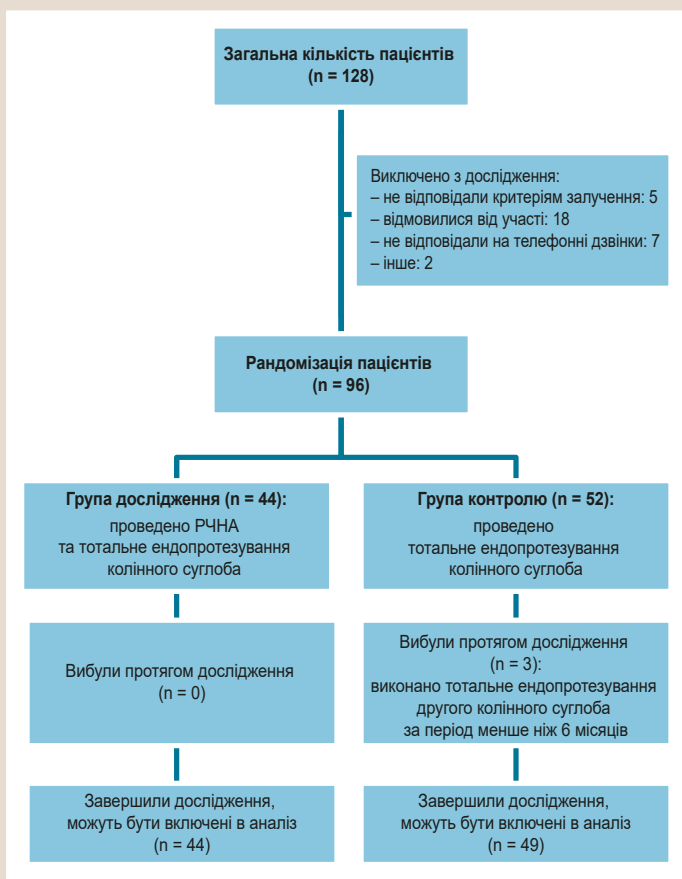 Загальна кількість пацієнтів
(n = 128)
Виключено з дослідження:
– не відповідали критеріям залучення: 5
– відмовилися від участі: 18
– не відповідали на телефонні дзвінки: 7
– інше: 2
Рандомізація пацієнтів
(n = 96)
Група дослідження (n = 44):
проведено РЧНА
та тотальне ендопротезування
колінного суглоба
Група контролю (n = 52):
проведено
тотальне ендопротезування
колінного суглоба
Вибули протягом дослідження
(n = 0)
Вибули протягом дослідження
(n = 3):
виконано тотальне ендопротезування
другого колінного суглоба
за період менше ніж 6 місяців
Завершили дослідження,
можуть бути включені в аналіз
(n = 44)
Завершили дослідження,
можуть бути включені в аналіз
(n = 49)